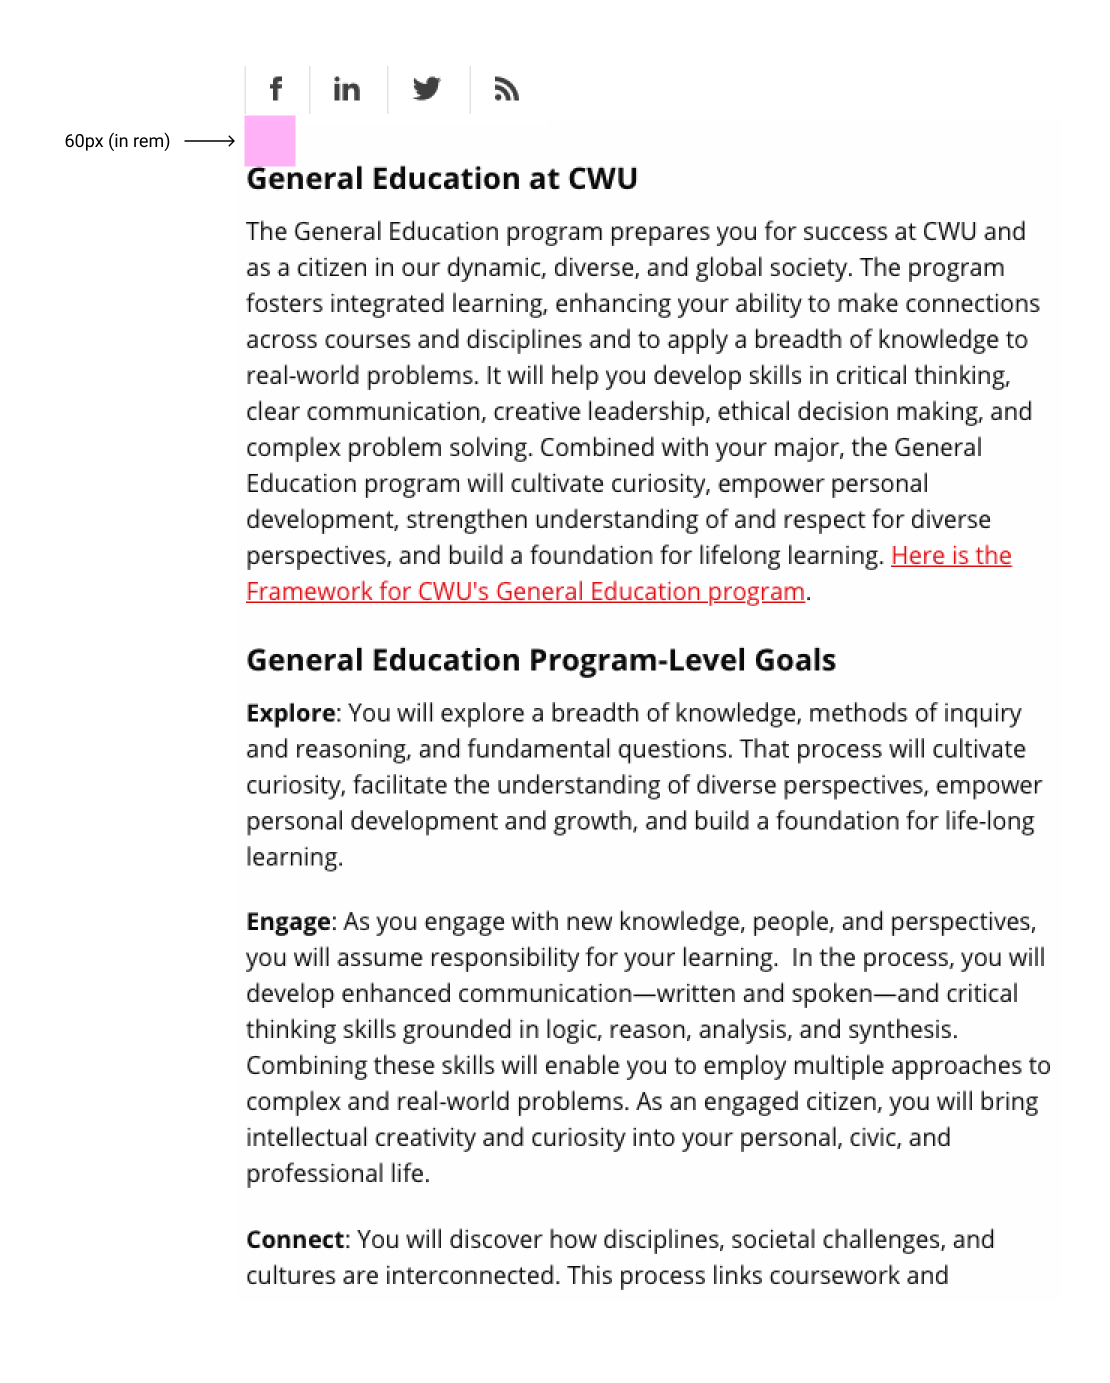 f in
60px (in rem)
General Education at CWU
The General Education program prepares you for success at CWU and
as a citizen in our dynamic, diverse, and global society. The program
fosters integrated learning, enhancing your ability to make connections
across courses and disciplines and to apply a breadth of knowledge to
real-world problems. It will help you develop skills in critical thinking,
clear communication, creative leadership, ethical decision making, and
complex problem solving. Combined with your major, the General
Education program will cultivate curiosity, empower personal
development, strengthen understanding of and respect for diverse
perspectives, and build a foundation for lifelong learning. Here is the
Framework for CWU's General Education program.
General Education Program-Level Goals
Explore: You will explore a breadth of knowledge, methods of inquiry
and reasoning, and fundamental questions. That process will cultivate
curiosity, facilitate the understanding of diverse perspectives, empower
personal development and growth, and build a foundation for life-long
learning.
Engage: As you engage with new knowledge, people, and perspectives,
you will assume responsibility for your learning.  In the process, you will
develop enhanced communication—written and spoken—and critical
thinking skills grounded in logic, reason, analysis, and synthesis.
Combining these skills will enable you to employ multiple approaches to
complex and real-world problems. As an engaged citizen, you will bring
intellectual creativity and curiosity into your personal, civic, and
professional life.
Connect: You will discover how disciplines, societal challenges, and
cultures are interconnected. This process links coursework and